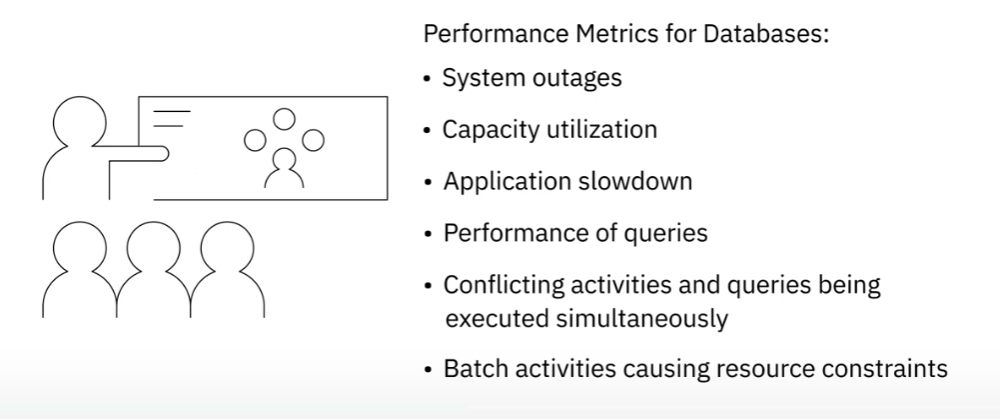 Performance Metrics for Databases:
• System outages
• Capacity utilization
• Application slowdown
• Performance of queries
• Conflicting activities and queries being
executed simultaneously
• Batch activities causing resource constraints